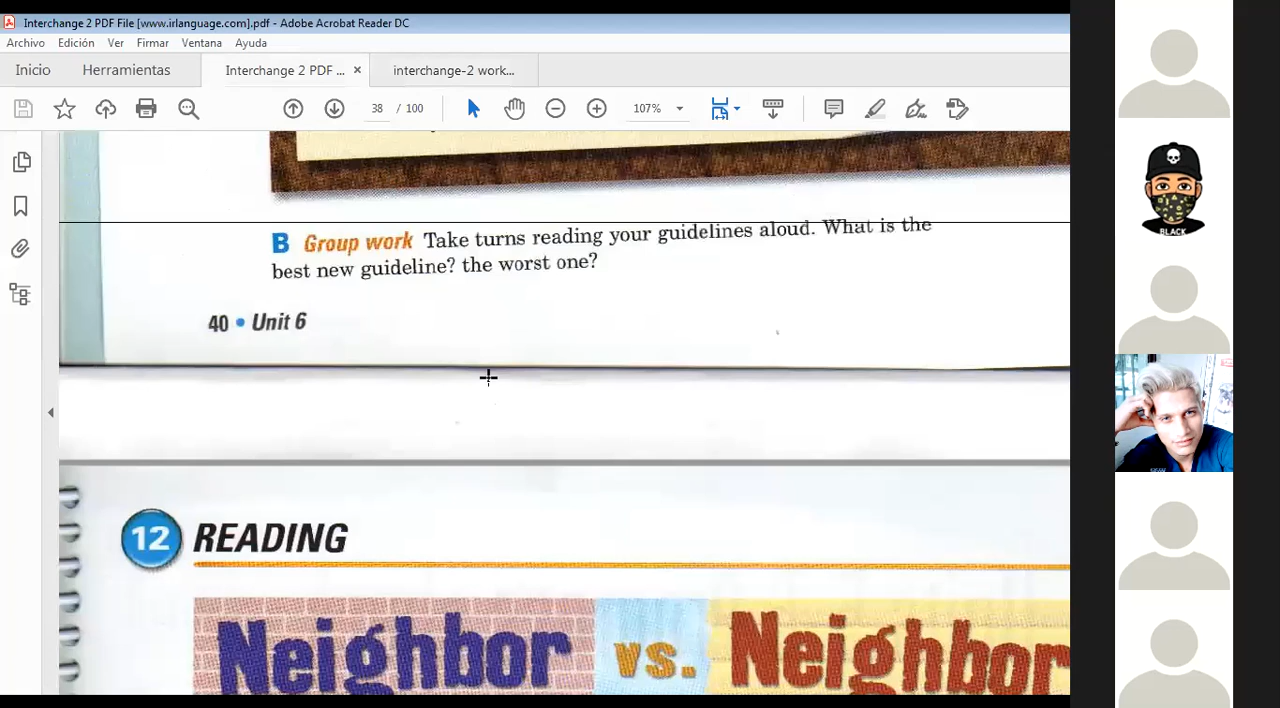 Interchange 2 PDF File [www.irlanguage.com].pdf - Adobe Acrobat Reader DC
Archivo Edición Ver Firmar Ventana Ayuda
Inicio Herramientas Interchange 2 PDF ... × interchange-2 work...
38 / 100 107%
B Group work Take turns reading your guidelines aloud. What is the
best new guideline? the worst one?
40 • Unit 6
12 READING
Neighbor vs. Neighbor
BLACK